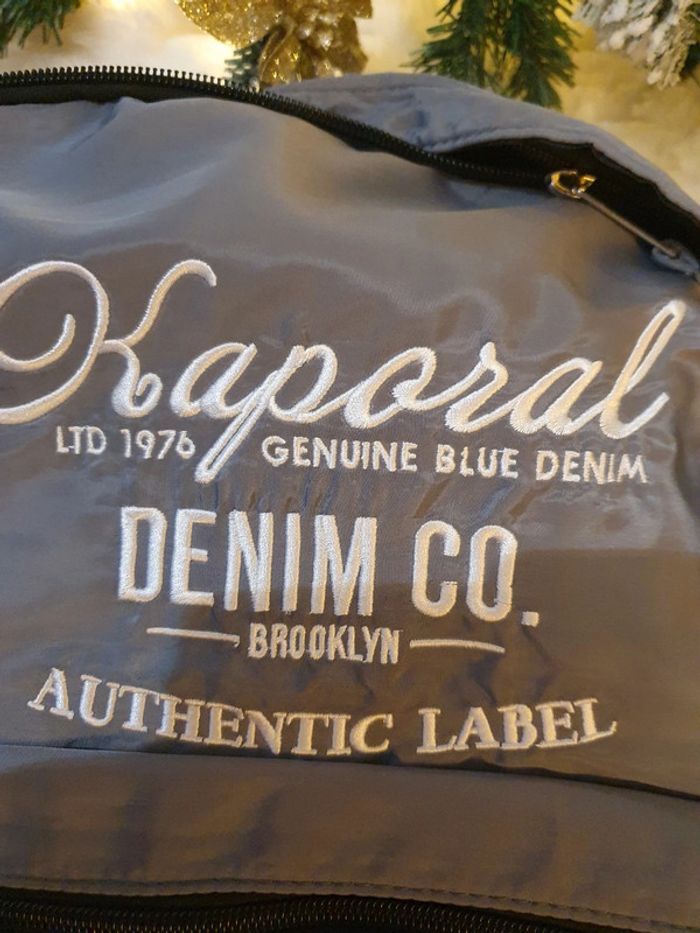 Kaporal
LTD 1976 GENUINE BLUE DENIM
DENIM CO.
BROOKLYN
AUTHENTIC LABEL